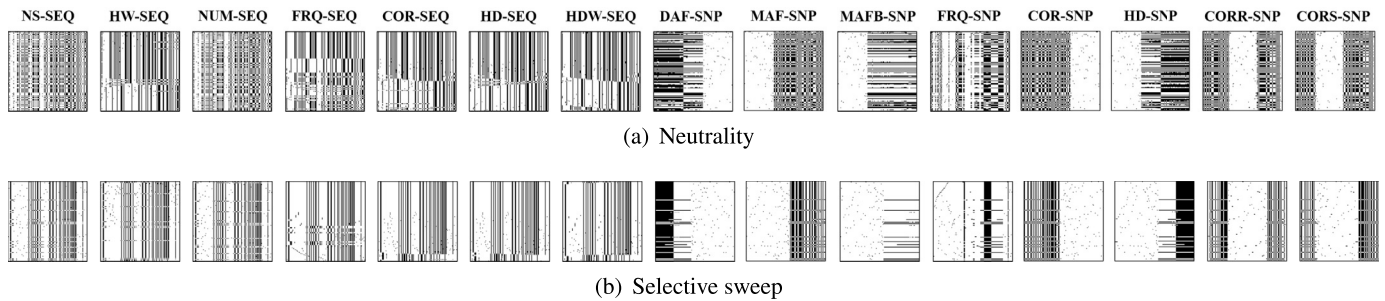 NS-SEQ HW-SEQ NUM-SEQ FRQ-SEQ COR-SEQ HD-SEQ HDW-SEQ DAF-SNP MAF-SNP MAFB-SNP FRQ-SNP COR-SNP HD-SNP CORR-SNP CORS-SNP
(a) Neutrality
(b) Selective sweep